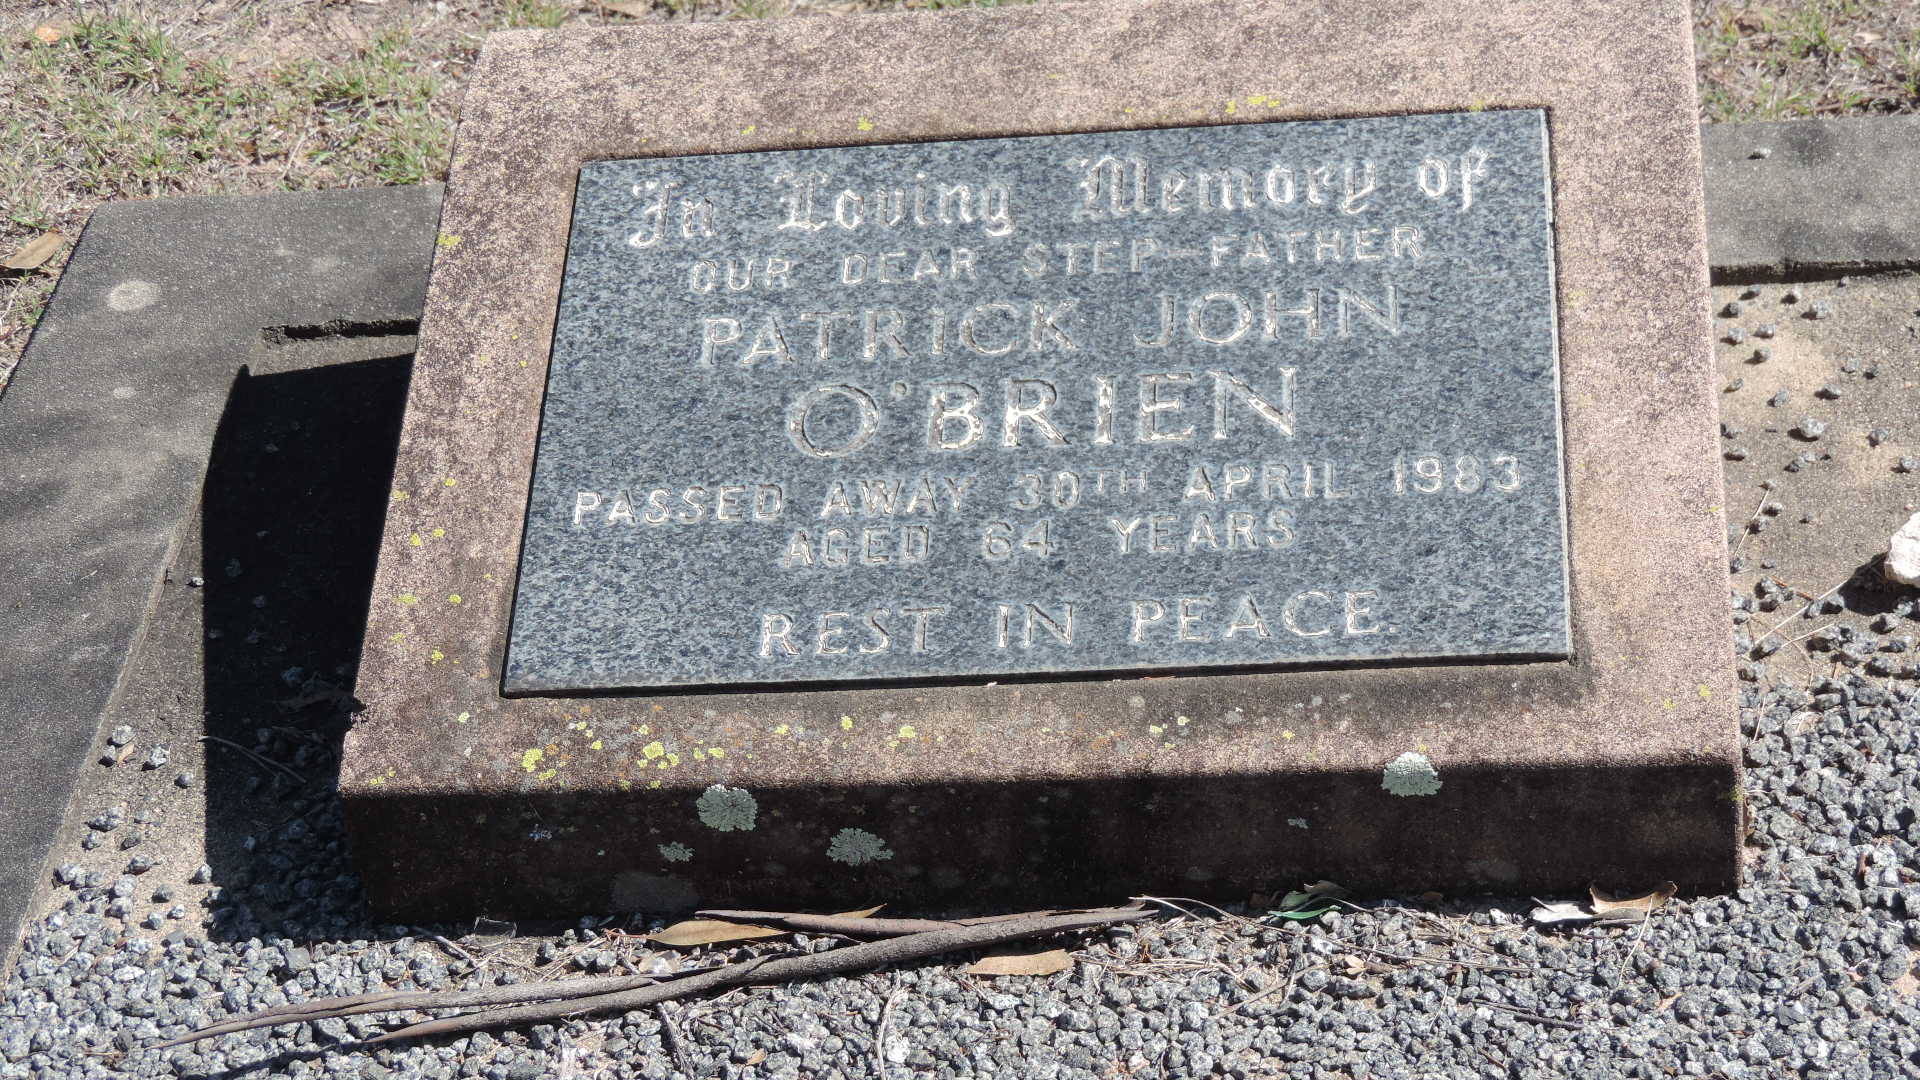 In Loving Memory of
OUR DEAR STEP-FATHER
PATRICK JOHN
O'BRIEN
PASSED AWAY 30TH APRIL 1983
AGED 64 YEARS
REST IN PEACE.